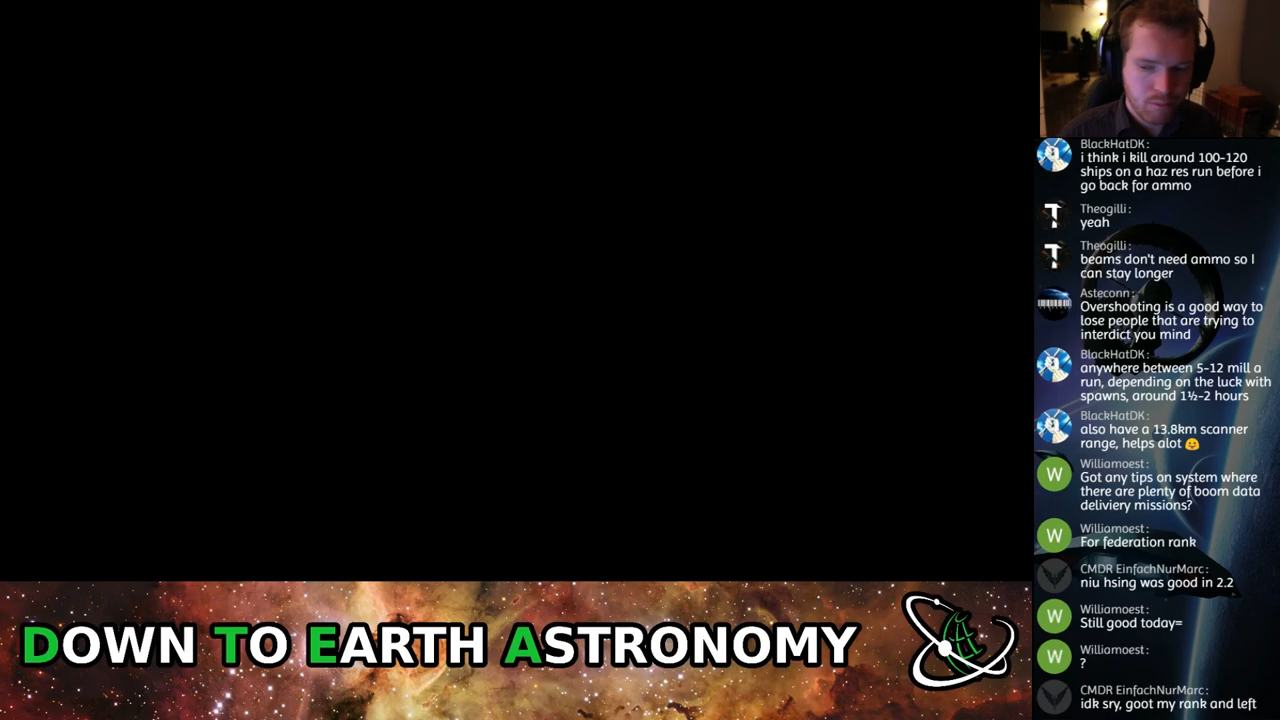 BlackHatDK:
i think i kill around 100-120
ships on a haz res run before i
go back for ammo
Theogilli:
yeah
Theogilli:
beams don't need ammo so I
can stay longer
Asteconn:
Overshooting is a good way to
lose people that are trying to
interdict you mind
BlackHatDK:
anywhere between 5-12 mill a
run, depending on the luck with
spawns, around 1½-2 hours
BlackHatDK:
also have a 13.8km scanner
range, helps alot 🤗
W
Williamoest:
Got any tips on system where
there are plenty of boom data
deliviery missions?
W
Williamoest:
For federation rank
CMDR EinfachNurMarc:
niu hsing was good in 2.2
W
Williamoest:
Still good today=
W
Williamoest:
?
CMDR EinfachNurMarc:
idk sry, goot my rank and left
DOWN TO EARTH ASTRONOMY